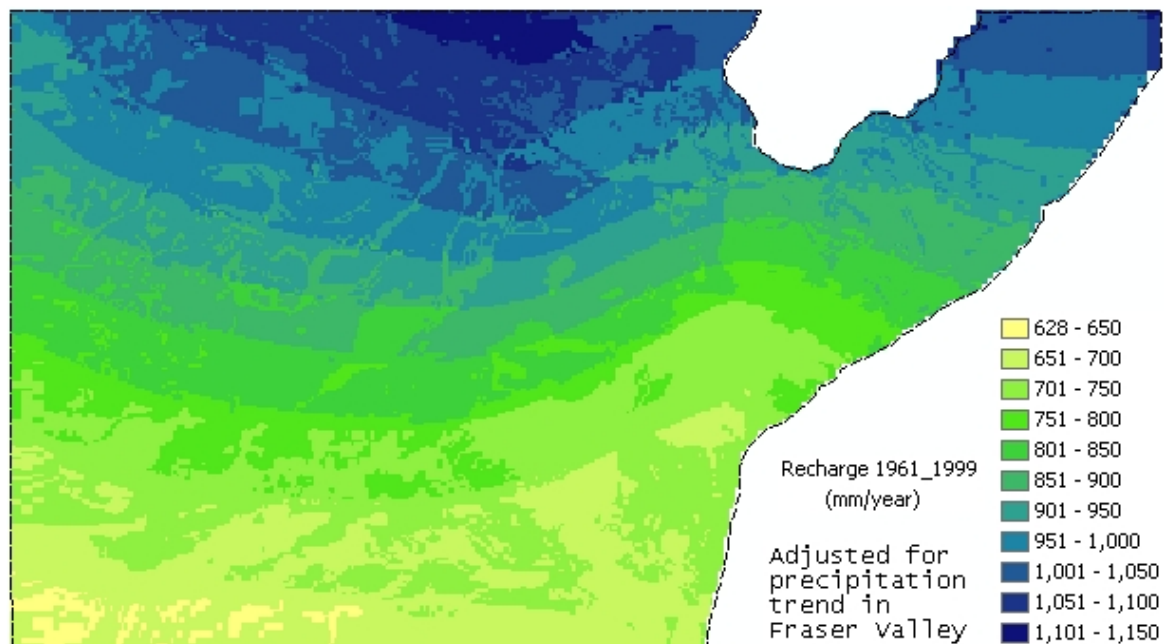 628 - 650
651 - 700
701 - 750
751 - 800
801 - 850
851 - 900
901 - 950
951 - 1,000
1,001 - 1,050
1,051 - 1,100
1,101 - 1,150
Recharge 1961_1999
(mm/year)
Adjusted for
precipitation
trend in
Fraser Valley